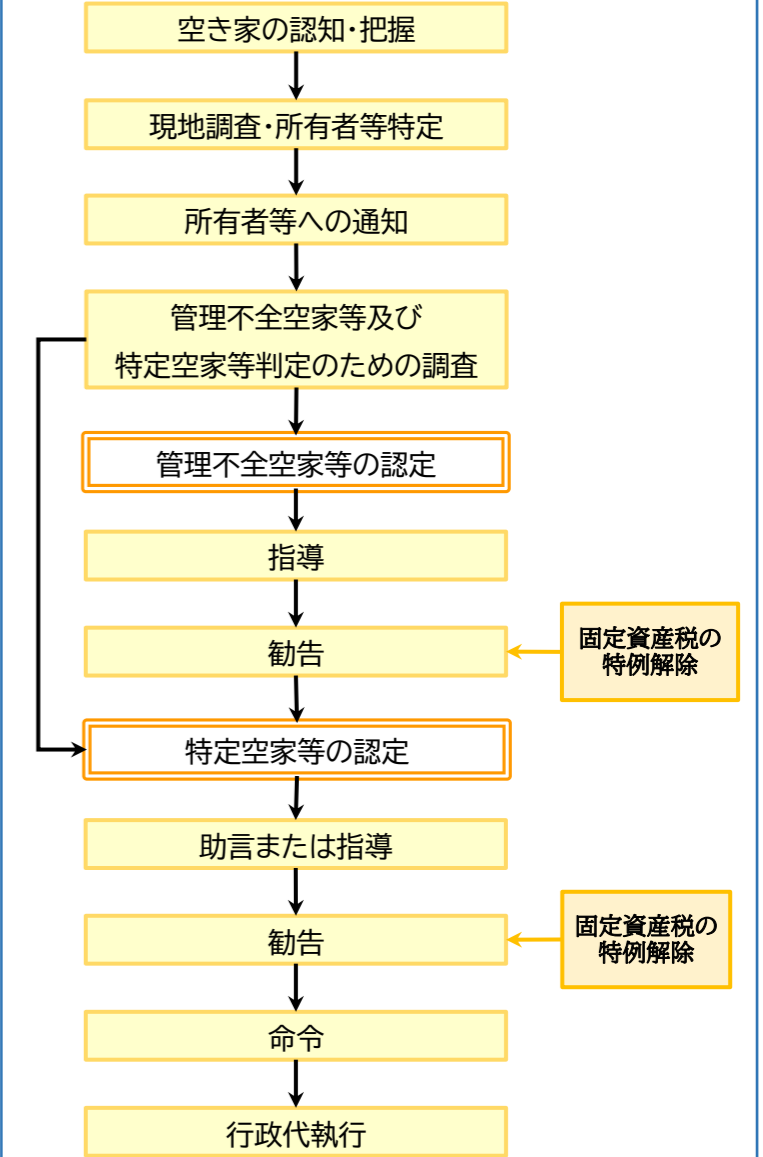 空き家の認知・把握
現地調査・所有者等特定
所有者等への通知
管理不全空家等及び
特定空家等判定のための調査
管理不全空家等の認定
指導
勧告
固定資産税の
特例解除
特定空家等の認定
助言または指導
勧告
固定資産税の
特例解除
命令
行政代執行